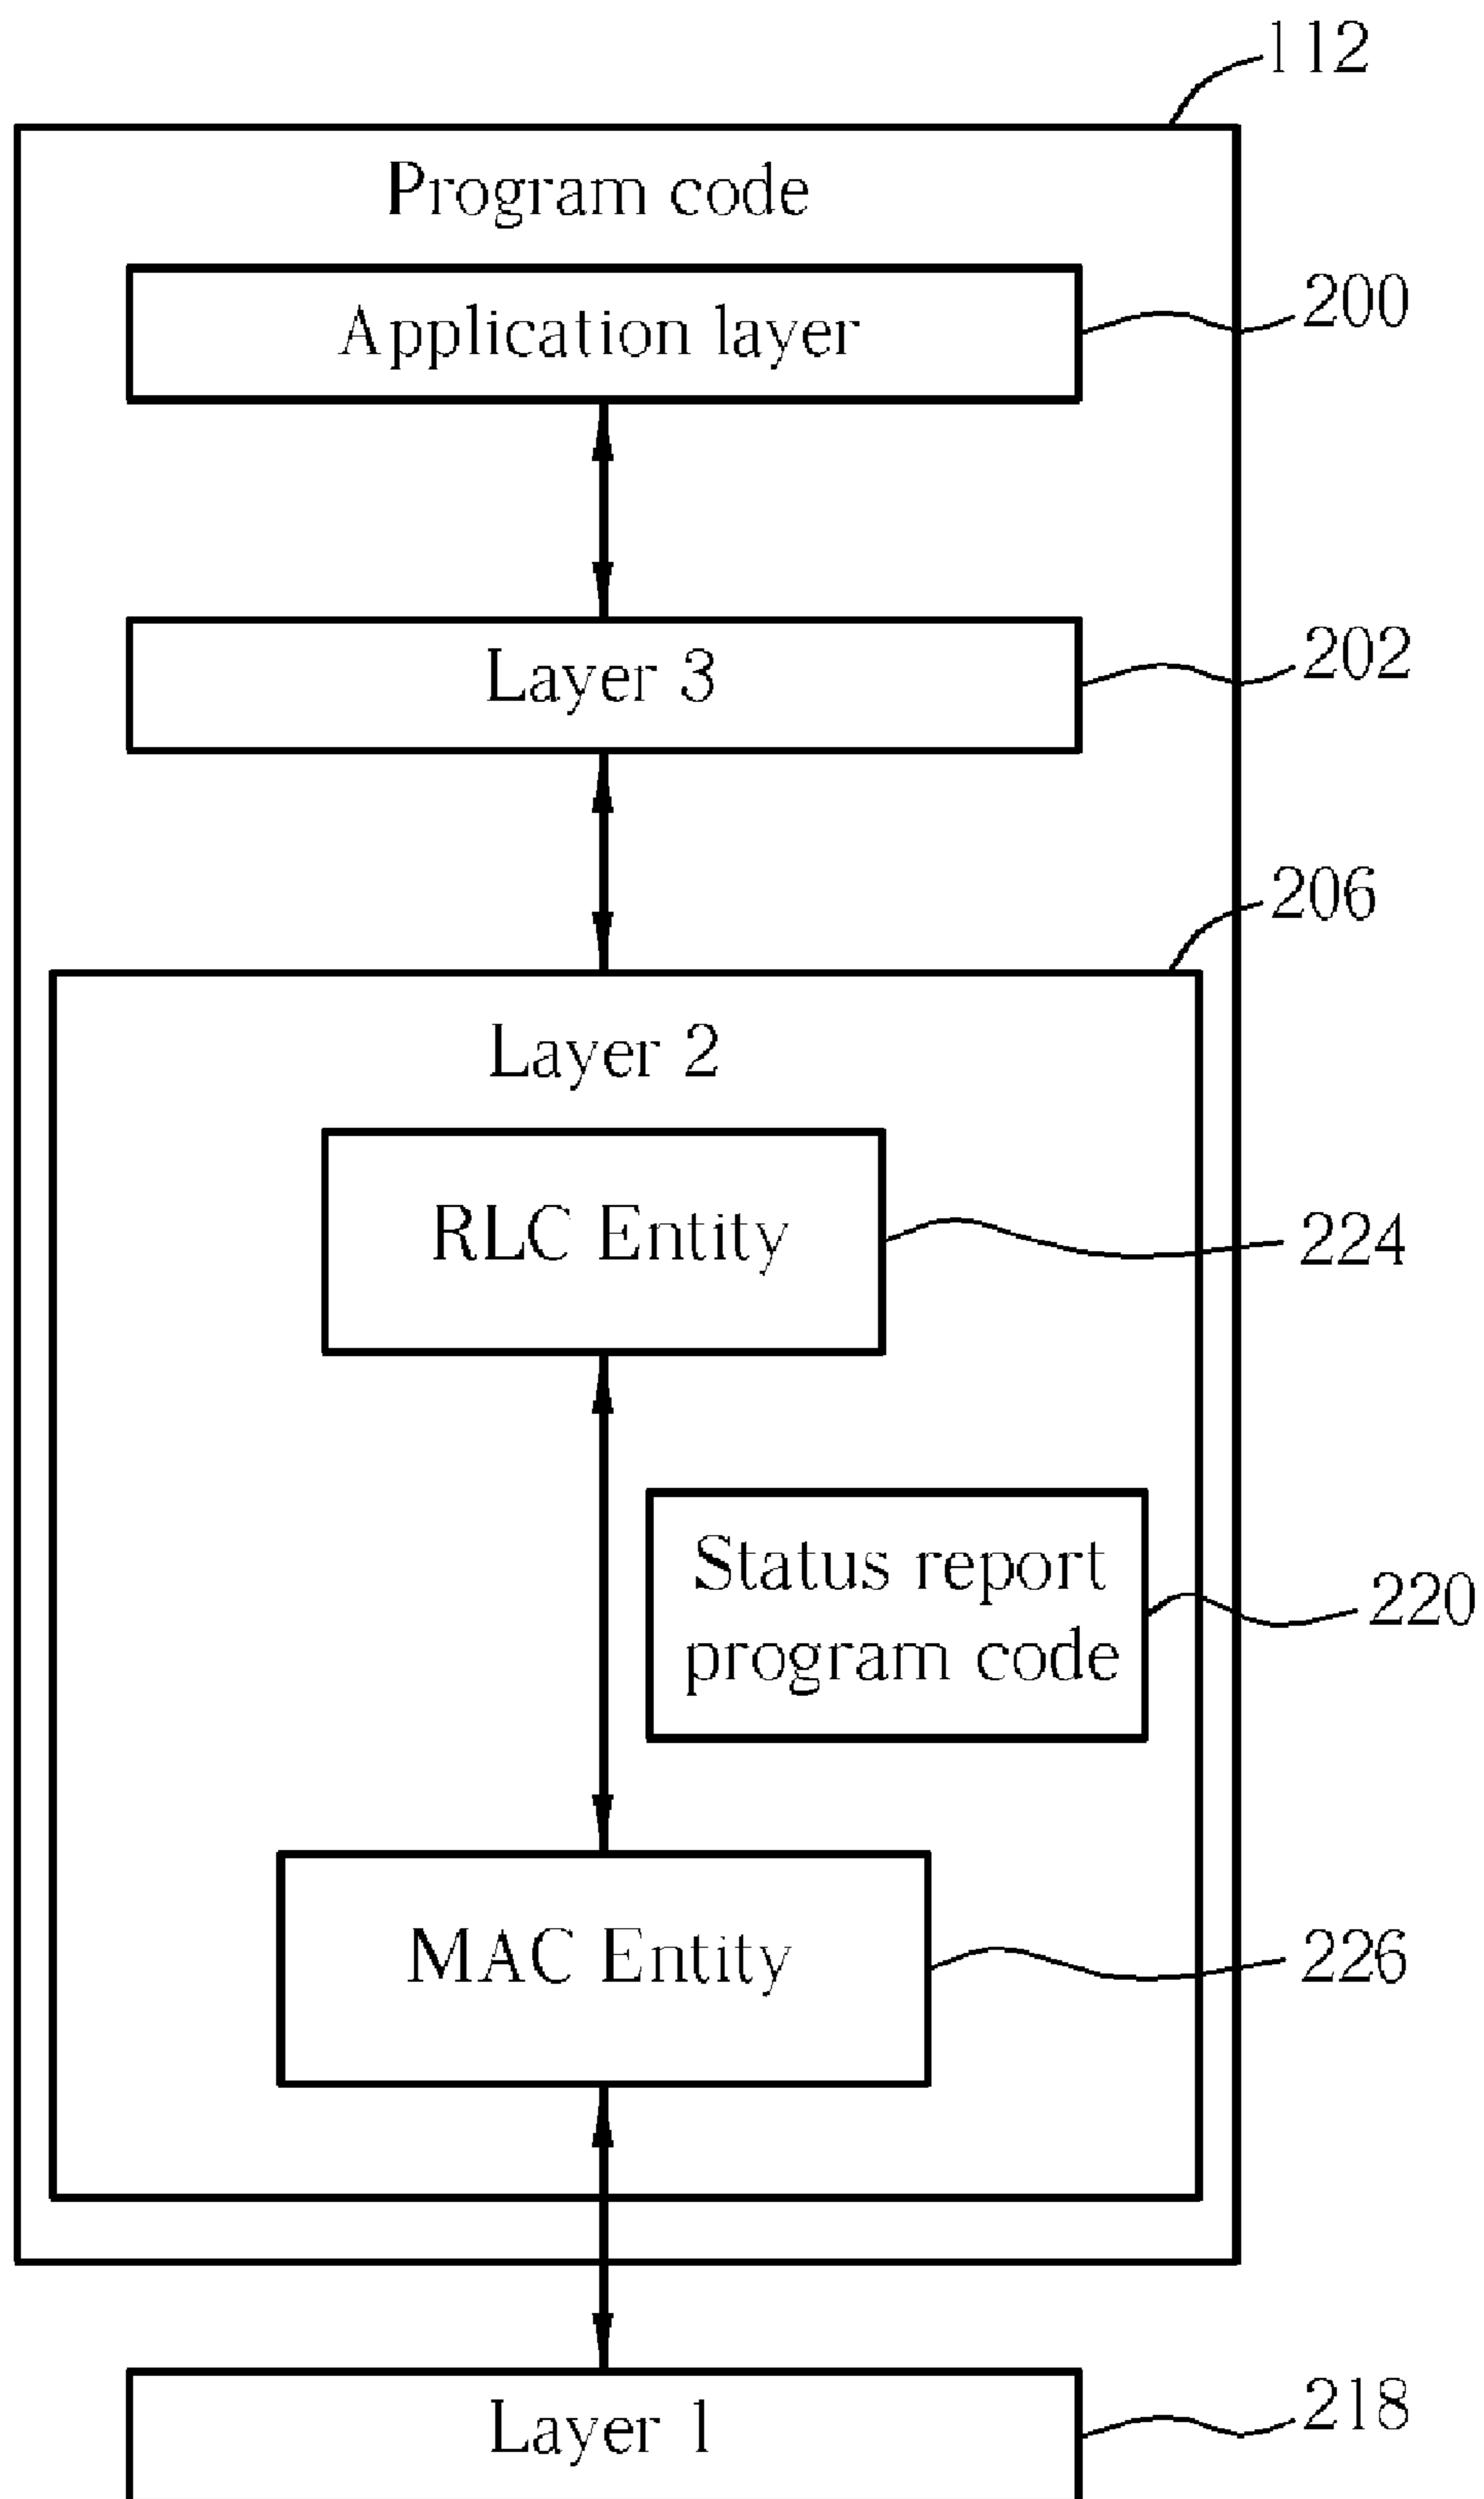 112
Program code
Application layer
200
Layer 3
202
206
Layer 2
RLC Entity
224
Status report
program code
220
MAC Entity
226
Layer 1
218